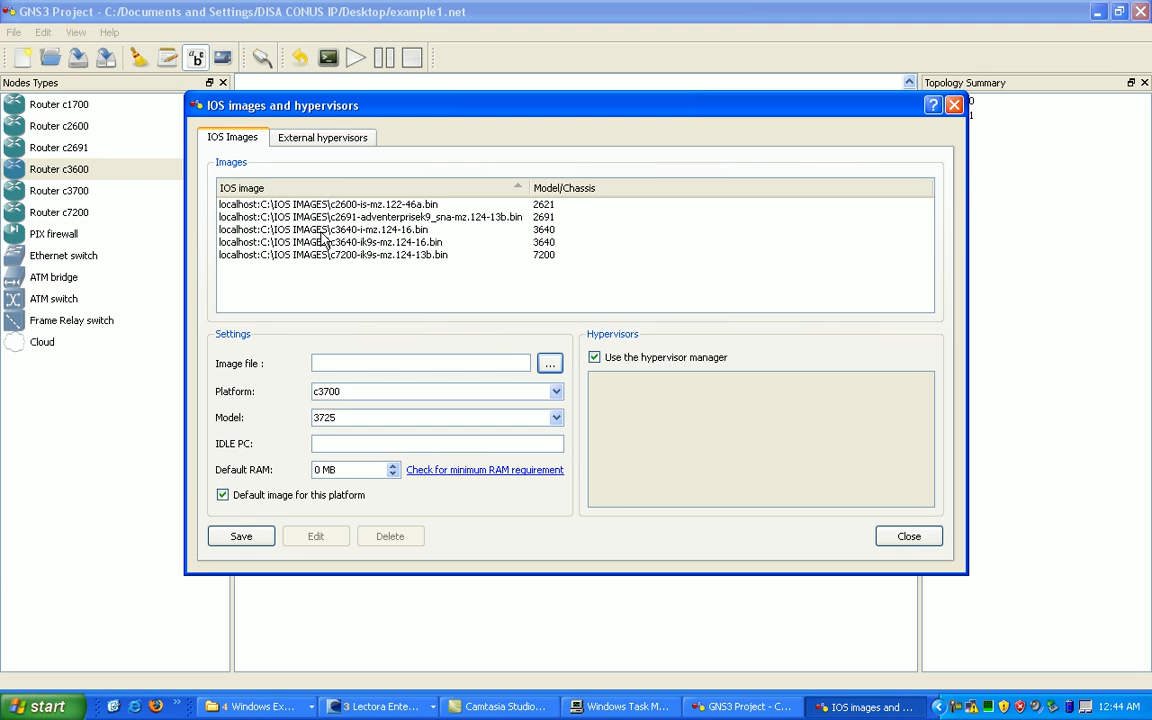 GNS3 Project - C:/Documents and Settings/DISA CONUS IP/Desktop/example1.net
File Edit View Help
Nodes Types
Topology Summary
Router c1700
Router c2600
Router c2691
Router c3600
Router c3700
Router c7200
PIX firewall
Ethernet switch
ATM bridge
ATM switch
Frame Relay switch
Cloud
IOS images and hypervisors
IOS Images External hypervisors
Images
IOS image Model/Chassis
localhost:C:\IOS IMAGES\c2600-is-mz.122-46a.bin 2621
localhost:C:\IOS IMAGES\c2691-adventerprisek9_sna-mz.124-13b.bin 2691
localhost:C:\IOS IMAGES\c3640-i-mz.124-16.bin 3640
localhost:C:\IOS IMAGES\c3640-ik9s-mz.124-16.bin 3640
localhost:C:\IOS IMAGES\c7200-ik9s-mz.124-13b.bin 7200
Settings
Image file :
...
Platform: c3700
Model: 3725
IDLE PC:
Default RAM: 0 MB Check for minimum RAM requirement
Default image for this platform
Hypervisors
Use the hypervisor manager
Save Edit Delete Close
start 4 Windows Ex... 3 Lectora Ente... Camtasia Studio... Windows Task M... GNS3 Project - C... IOS images and ... 12:44 AM